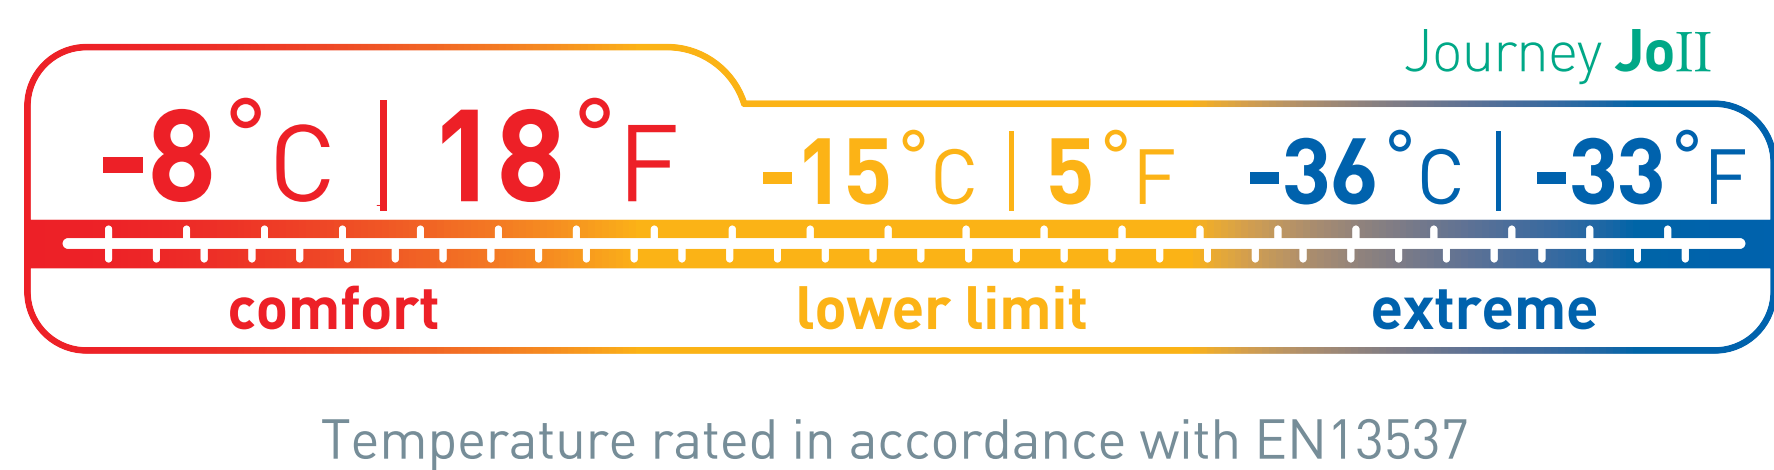 Journey JoII
-8°C | 18°F
-15°C | 5°F
-36°C | -33°F
comfort
lower limit
extreme
Temperature rated in accordance with EN13537